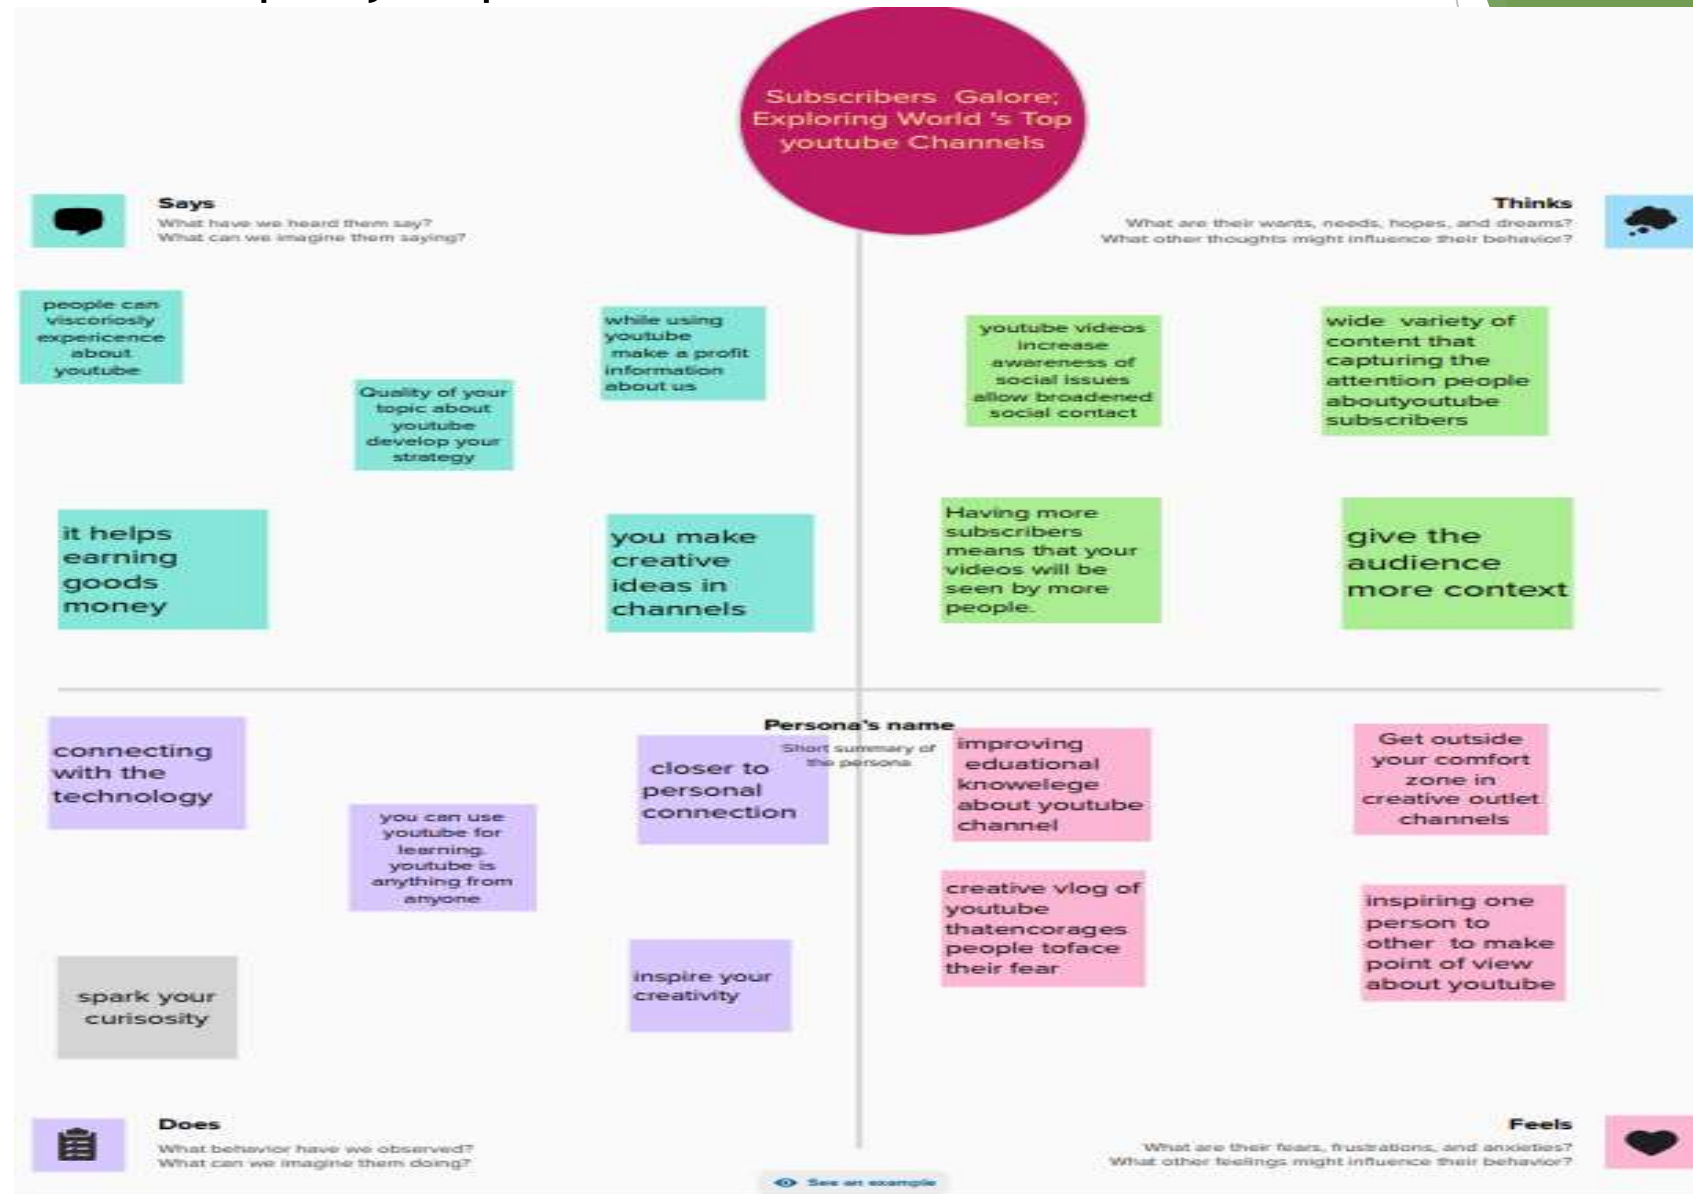 Subscribers Galore;
Exploring World 's Top
youtube Channels
Says
What have we heard them say?
What can we imagine them saying?
Thinks
What are their wants, needs, hopes, and dreams?
What other thoughts might influence their behavior?
people can
viscoriosly
expericence
about
youtube
Quality of your
topic about
youtube
develop your
strategy
while using
youtube
make a profit
information
about us
it helps
earning
goods
money
you make
creative
ideas in
channels
youtube videos
increase
awareness of
social issues
allow broadened
social contact
wide variety of
content that
capturing the
attention people
aboutyoutube
subscribers
Having more
subscribers
means that your
videos will be
seen by more
people.
give the
audience
more context
Persona's name
Short summary of
the persona
connecting
with the
technology
you can use
youtube for
learning.
youtube is
anything from
anyone
closer to
personal
connection
spark your
curisosity
inspire your
creativity
improving
eduational
knowelege
about youtube
channel
Get outside
your comfort
zone in
creative outlet
channels
creative vlog of
youtube
thatencorages
people toface
their fear
inspiring one
person to
other to make
point of view
about youtube
Does
What behavior have we observed?
What can we imagine them doing?
Feels
What are their fears, frustrations, and anxieties?
What other feelings might influence their behavior?
See an example